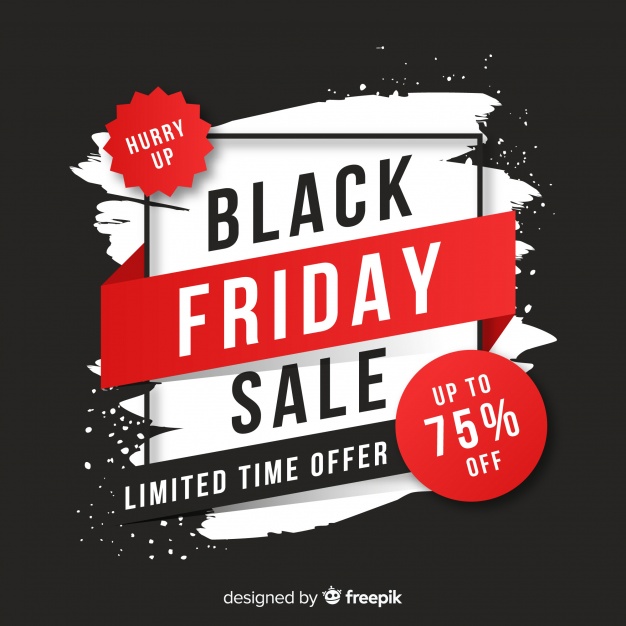 HURRY
UP
BLACK
FRIDAY
SALE
UP TO
75%
OFF
LIMITED TIME OFFER
designed by freepik